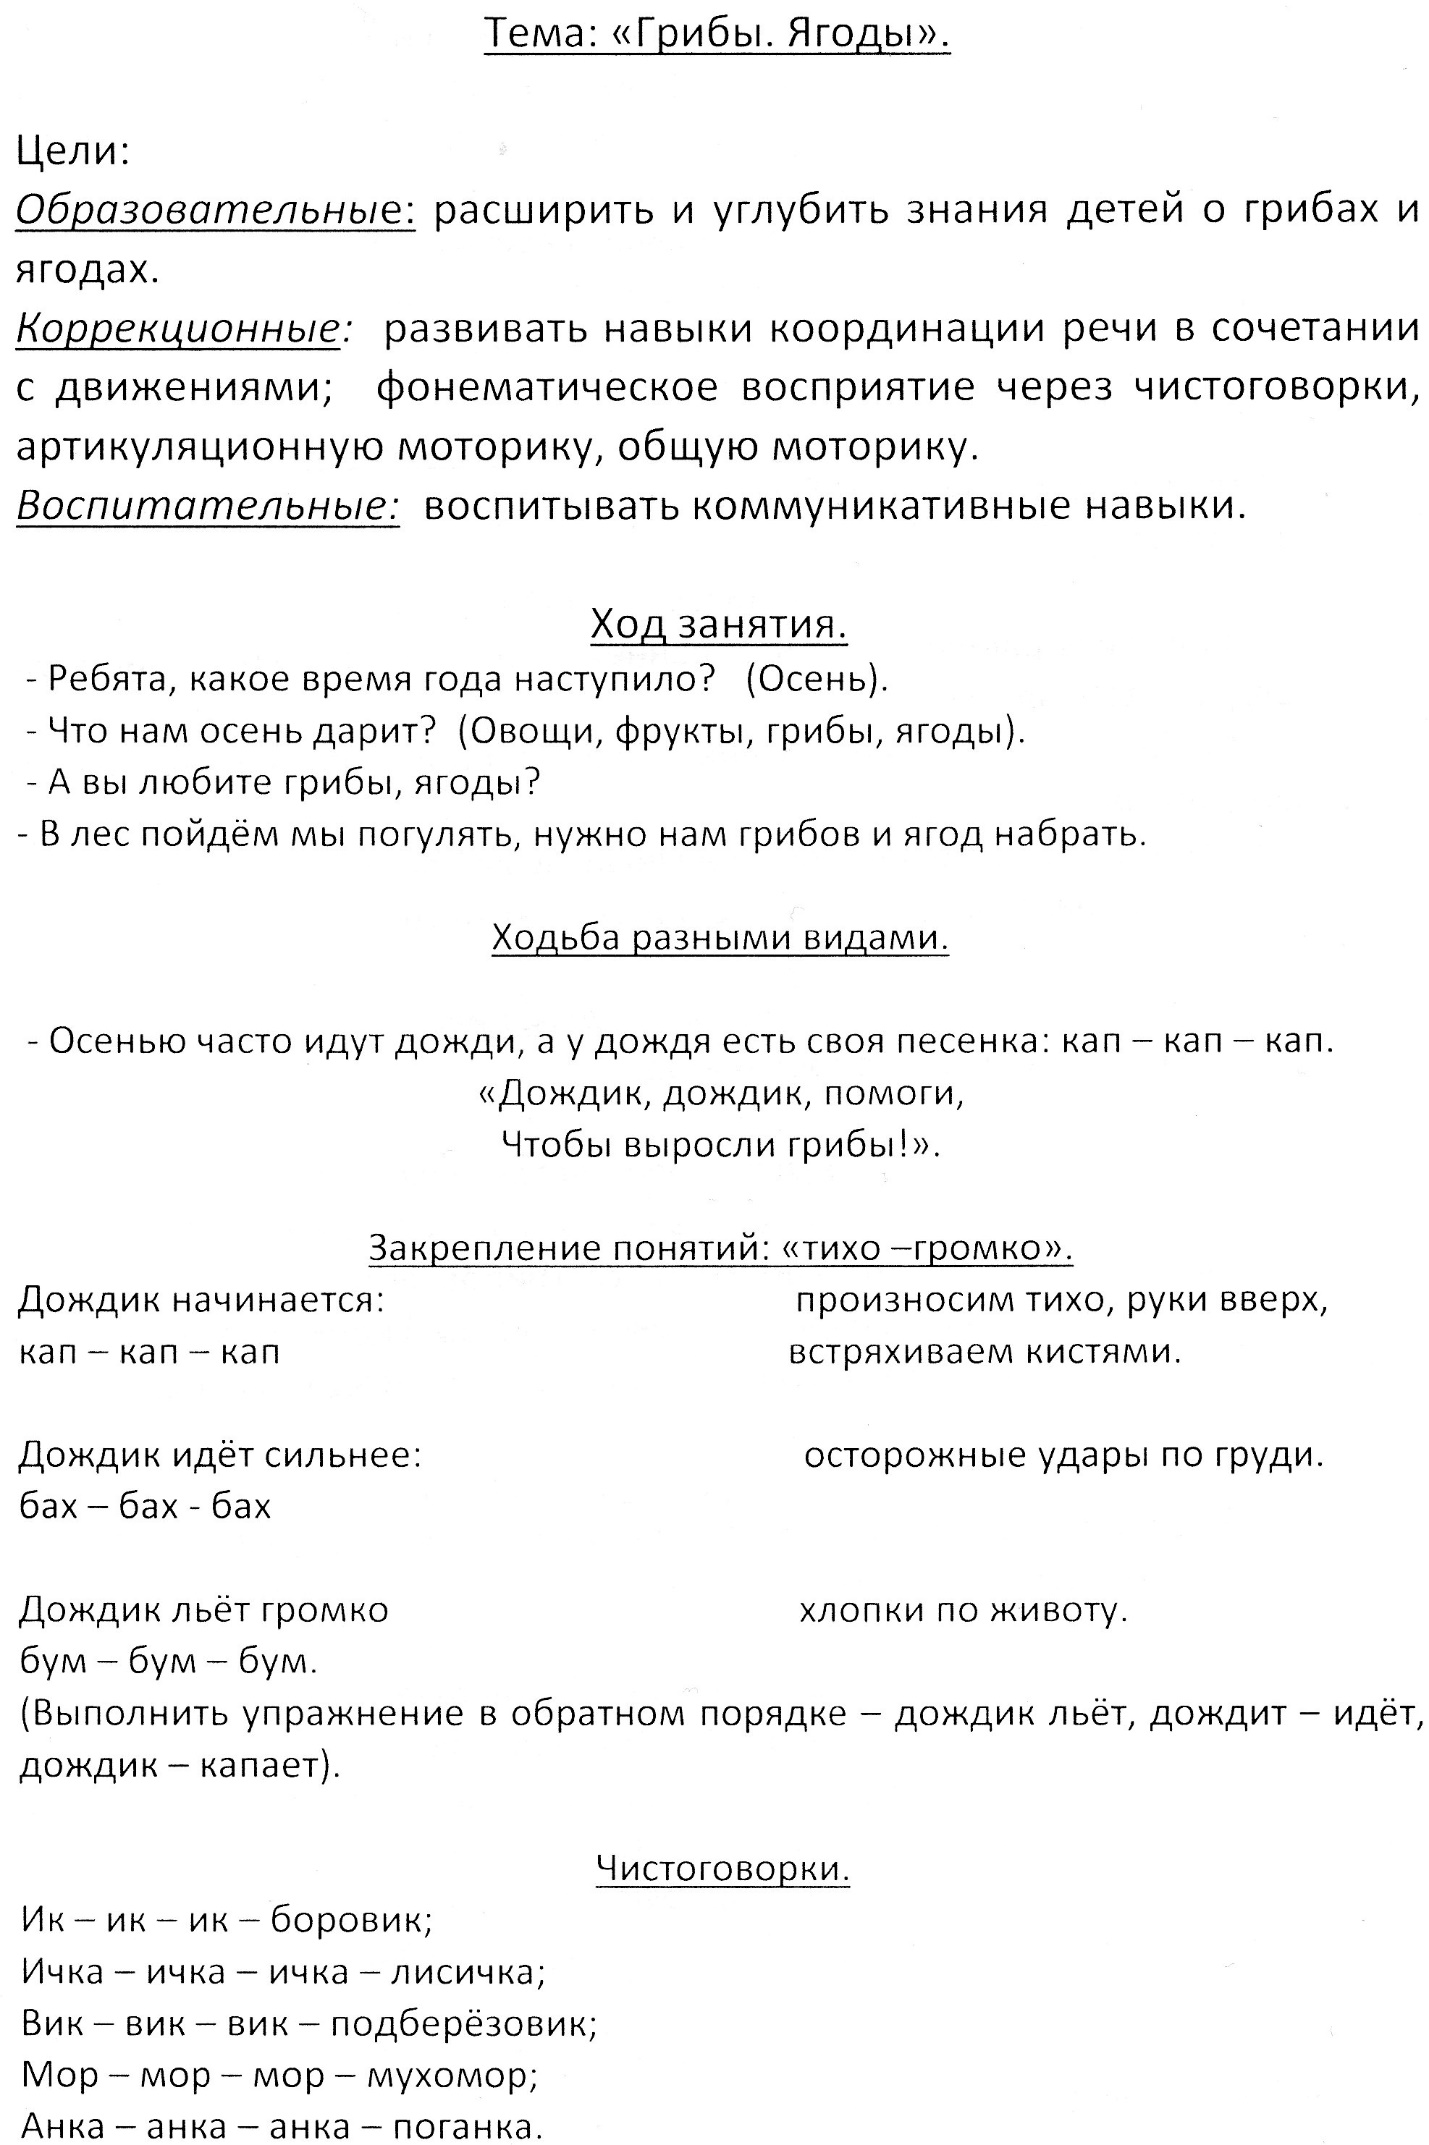 Тема: «Грибы. Ягоды».
Цели:
Образовательные: расширить и углубить знания детей о грибах и
ягодах.
Коррекционные:  развивать навыки координации речи в сочетании
с движениями;  фонематическое восприятие через чистоговорки,
артикуляционную моторику, общую моторику.
Воспитательные:  воспитывать коммуникативные навыки.
Ход занятия.
- Ребята, какое время года наступило?   (Осень).
- Что нам осень дарит?  (Овощи, фрукты, грибы, ягоды).
- А вы любите грибы, ягоды?
- В лес пойдём мы погулять, нужно нам грибов и ягод набрать.
Ходьба разными видами.
- Осенью часто идут дожди, а у дождя есть своя песенка: кап – кап – кап.
«Дождик, дождик, помоги,
Чтобы выросли грибы!».
Закрепление понятий: «тихо –громко».
Дождик начинается: произносим тихо, руки вверх,
кап – кап – кап встряхиваем кистями.
Дождик идёт сильнее: осторожные удары по груди.
бах – бах - бах
Дождик льёт громко хлопки по животу.
бум – бум – бум.
(Выполнить упражнение в обратном порядке – дождик льёт, дождит – идёт,
дождик – капает).
Чистоговорки.
Ик – ик – ик – боровик;
Ичка – ичка – ичка – лисичка;
Вик – вик – вик – подберёзовик;
Мор – мор – мор – мухомор;
Анка – анка – анка – поганка.